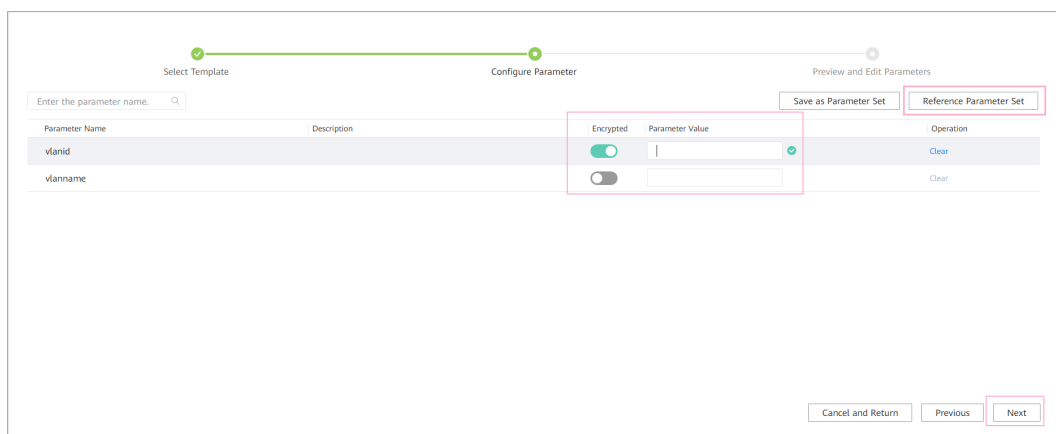 Select Template
Configure Parameter
Preview and Edit Parameters
Enter the parameter name.
Save as Parameter Set
Reference Parameter Set
Parameter Name
Description
Encrypted
Parameter Value
Operation
vlanid
Clear
vlanname
Clear
Cancel and Return
Previous
Next